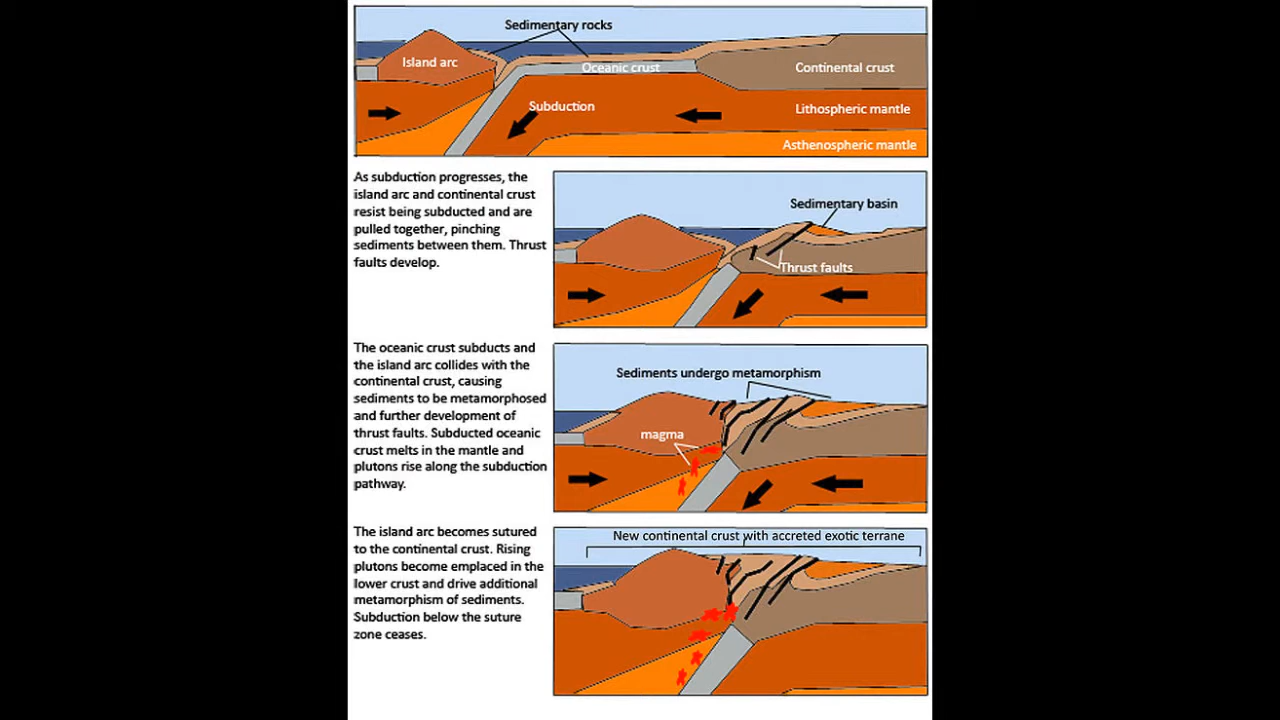 Sedimentary rocks
Island arc
Oceanic crust
Continental crust
Subduction
Lithospheric mantle
Asthenospheric mantle
As subduction progresses, the
island arc and continental crust
resist being subducted and are
pulled together, pinching
sediments between them. Thrust
faults develop.
Sedimentary basin
Thrust faults
The oceanic crust subducts and
the island arc collides with the
continental crust, causing
sediments to be metamorphosed
and further development of
thrust faults. Subducted oceanic
crust melts in the mantle and
plutons rise along the subduction
pathway.
Sediments undergo metamorphism
magma
The island arc becomes sutured
to the continental crust. Rising
plutons become emplaced in the
lower crust and drive additional
metamorphism of sediments.
Subduction below the suture
zone ceases.
New continental crust with accreted exotic terrane